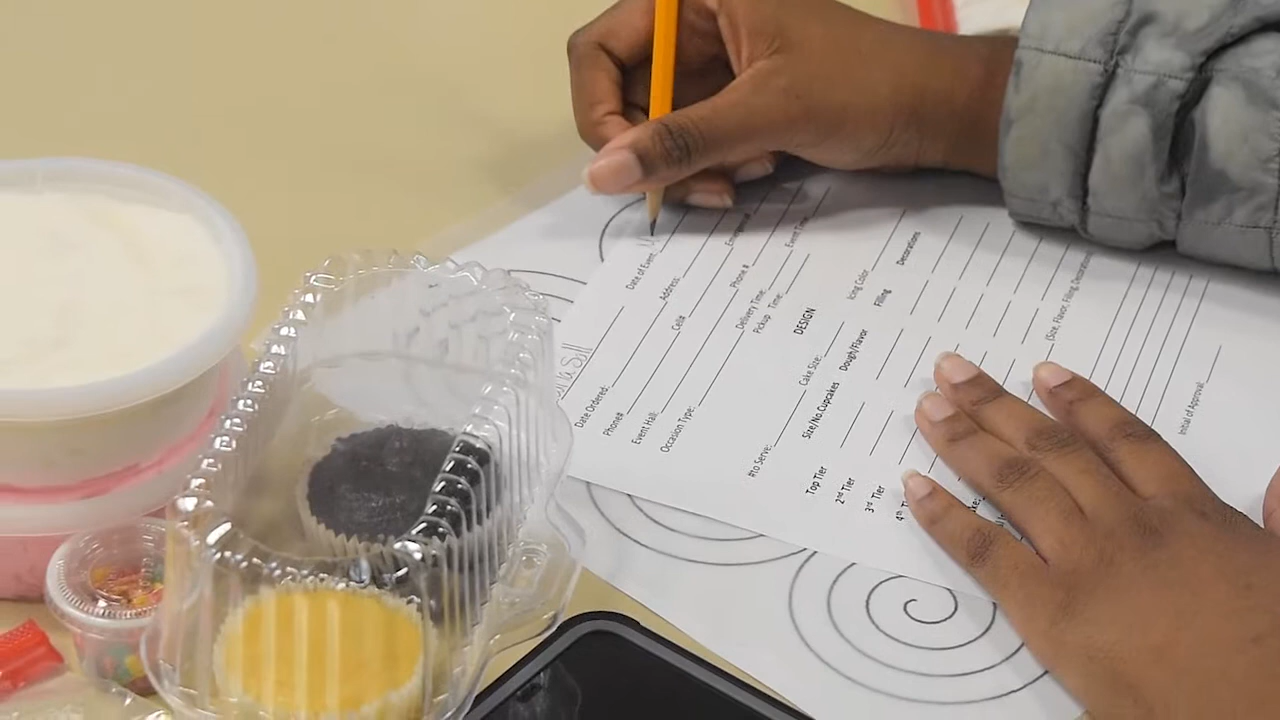 Date Ordered: Date of Event
Phone# Address:
Event Hall: Cell# 
Occasion Type: Phone #
Delivery Time: Event Time:
Pickup Time:
DESIGN
#to Serve: Cake Size: Icing Color
Size/No.Cupcakes Dough/Flavor Filling Decorations
Top Tier
2nd Tier
3rd Tier
4th
(Size, Flavor, Filling, Decorations
Initial of Approval: